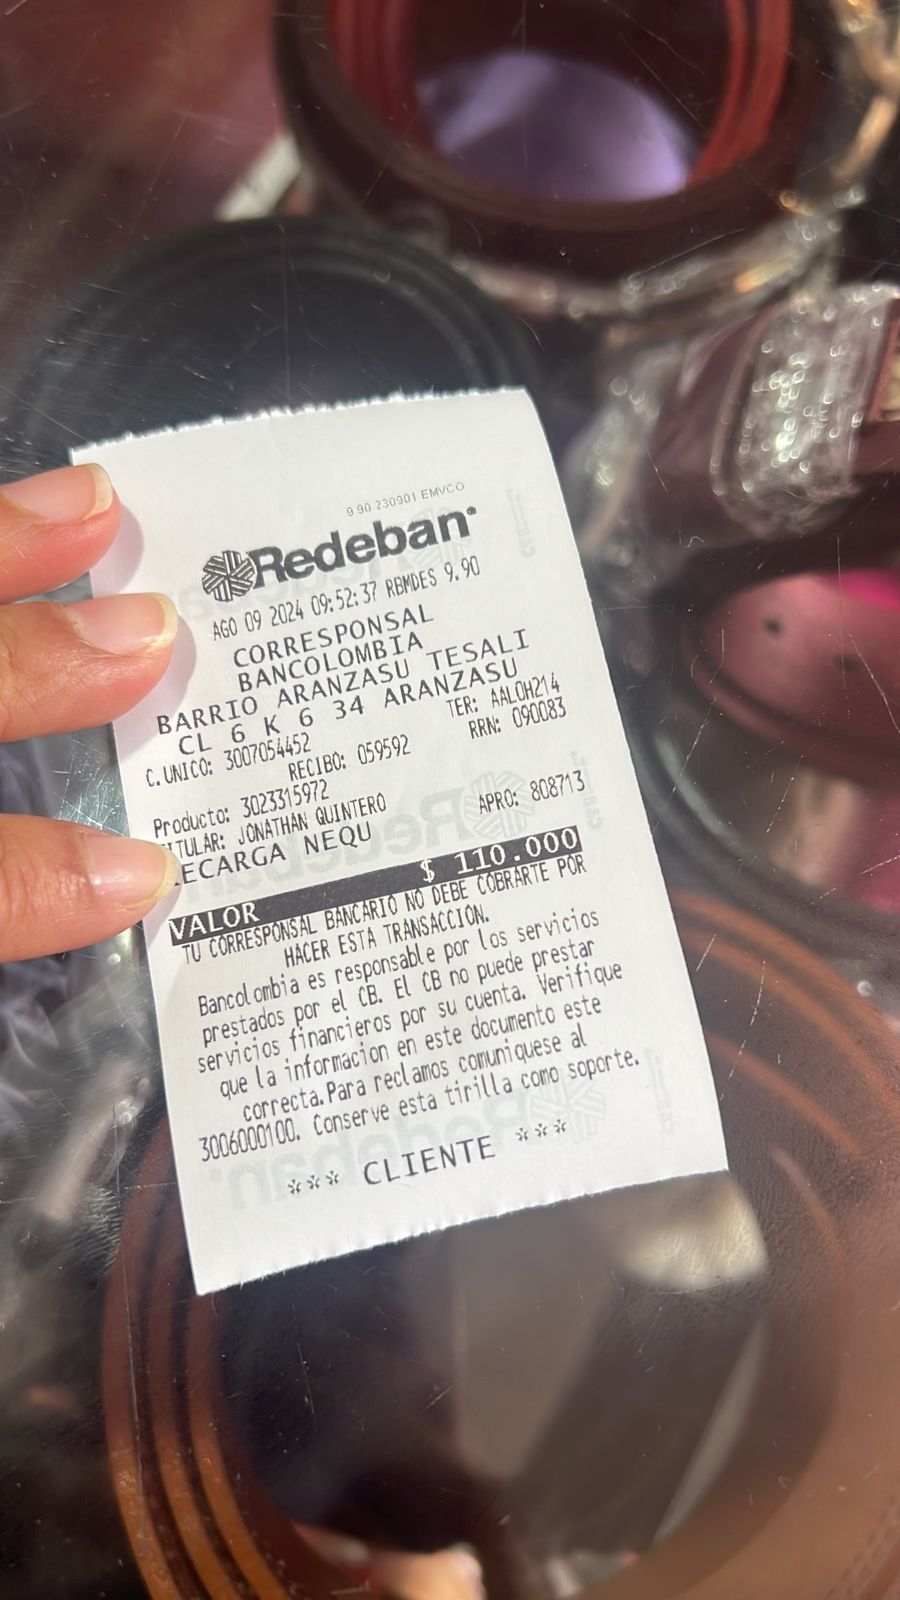 9.90 230901 EMVCO
Redeban
AGO 09 2024 09:52:37 RBMDES 9.90
CORRESPONSAL
BANCOLOMBIA
BARRIO ARANZASU TESALI
CL 6 K 6 34 ARANZASU
C.UNICO: 3007054452 TER: AALOH214
RECIBO: 059592 RRN: 090083
Producto: 3023315972
TITULAR: JONATHAN QUINTERO APRO: 808713
RECARGA NEQU
VALOR $ 110.000
TU CORRESPONSAL BANCARIO NO DEBE COBRARTE POR
HACER ESTA TRANSACCION.
Bancolombia es responsable por los servicios
prestados por el CB. El CB no puede prestar
servicios financieros por su cuenta. Verifique
que la informacion en este documento este
correcta.Para reclamos comuniquese al
3006000100. Conserve esta tirilla como soporte.
*** CLIENTE ***